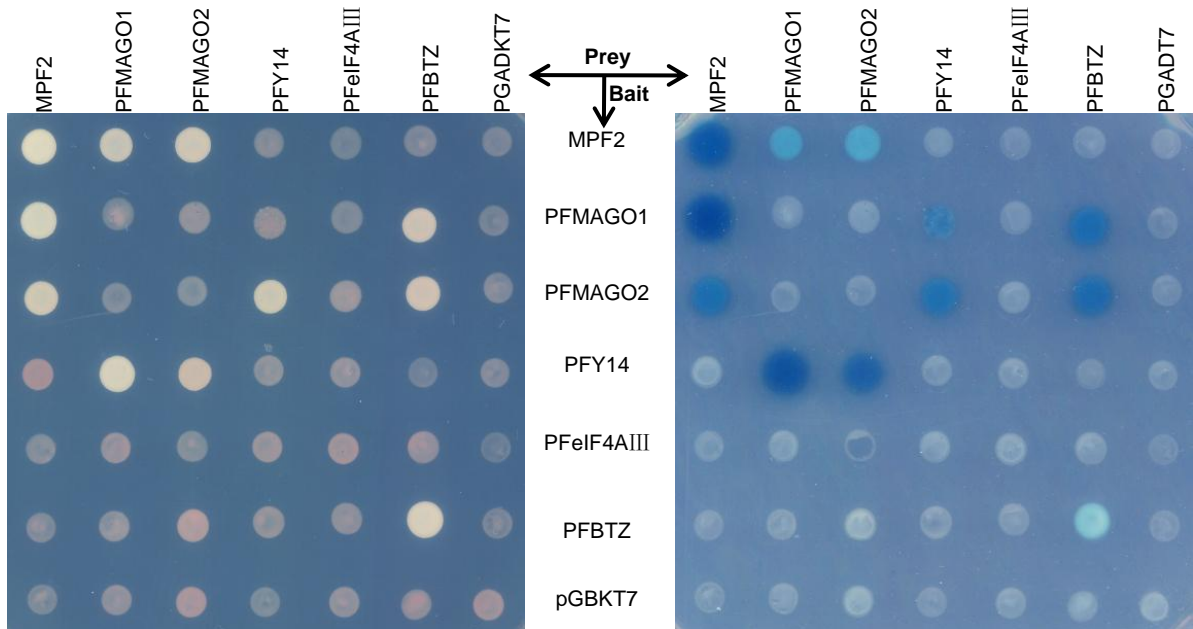 MPF2
PFMAGO1
PFMAGO2
PFY14
PFeIF4AIII
PFBTZ
PGADKT7
Prey
Bait
MPF2
PFMAGO1
PFMAGO2
PFY14
PFeIF4AIII
PFBTZ
PGADT7
MPF2
PFMAGO1
PFMAGO2
PFY14
PFeIF4AIII
PFBTZ
pGBKT7